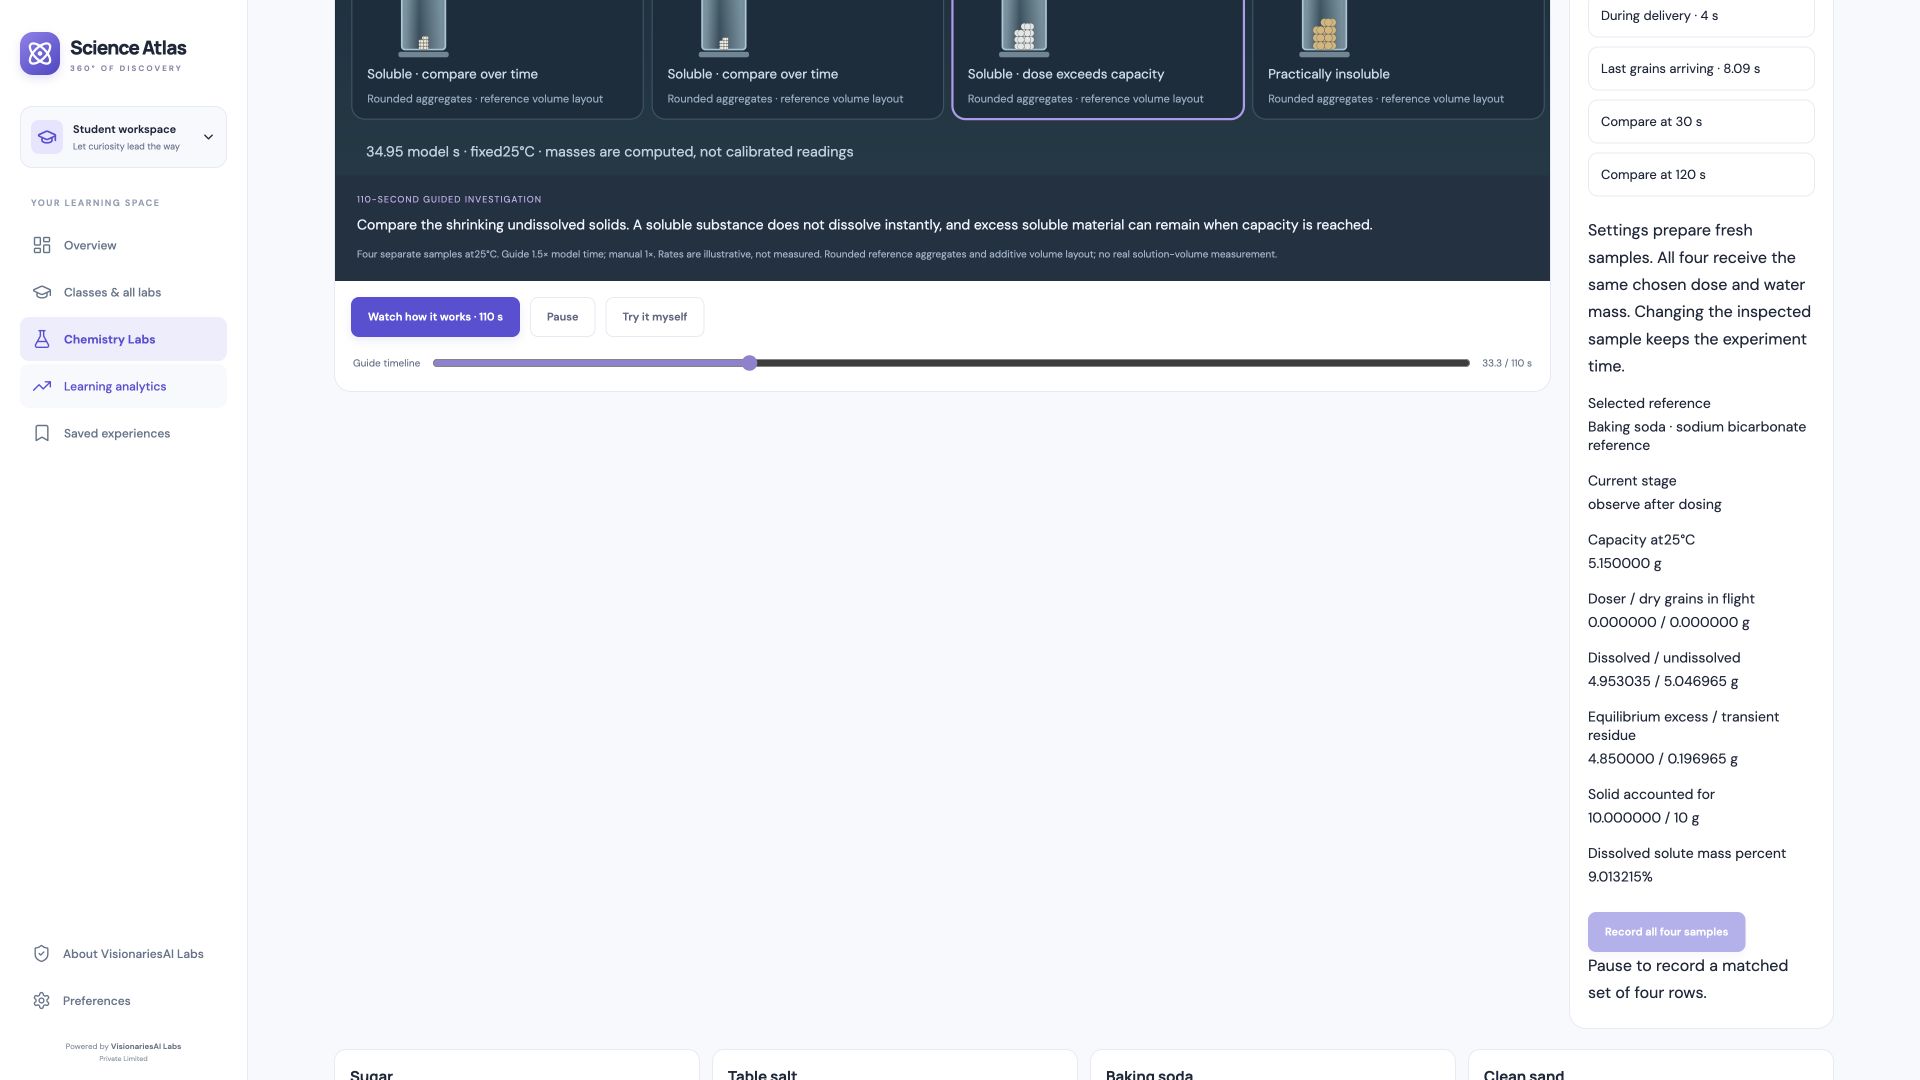 Science Atlas
360° OF DISCOVERY
Student workspace
Let curiosity lead the way
YOUR LEARNING SPACE
Overview
Classes & all labs
Chemistry Labs
Learning analytics
Saved experiences
About VisionariesAI Labs
Preferences
Powered by VisionariesAI Labs
Private Limited
Soluble · compare over time
Rounded aggregates · reference volume layout
Soluble · compare over time
Rounded aggregates · reference volume layout
Soluble · dose exceeds capacity
Rounded aggregates · reference volume layout
Practically insoluble
Rounded aggregates · reference volume layout
34.95 model s · fixed25°C · masses are computed, not calibrated readings
110-SECOND GUIDED INVESTIGATION
Compare the shrinking undissolved solids. A soluble substance does not dissolve instantly, and excess soluble material can remain when capacity is reached.
Four separate samples at25°C. Guide 1.5× model time; manual 1×. Rates are illustrative, not measured. Rounded reference aggregates and additive volume layout; no real solution-volume measurement.
Watch how it works · 110 s
Pause
Try it myself
Guide timeline
33.3 / 110 s
During delivery · 4 s
Last grains arriving · 8.09 s
Compare at 30 s
Compare at 120 s
Settings prepare fresh
samples. All four receive the
same chosen dose and water
mass. Changing the inspected
sample keeps the experiment
time.
Selected reference
Baking soda · sodium bicarbonate
reference
Current stage
observe after dosing
Capacity at25°C
5.150000 g
Doser / dry grains in flight
0.000000 / 0.000000 g
Dissolved / undissolved
4.953035 / 5.046965 g
Equilibrium excess / transient
residue
4.850000 / 0.196965 g
Solid accounted for
10.000000 / 10 g
Dissolved solute mass percent
9.013215%
Record all four samples
Pause to record a matched
set of four rows.
Sugar
Table salt
Baking soda
Clean sand